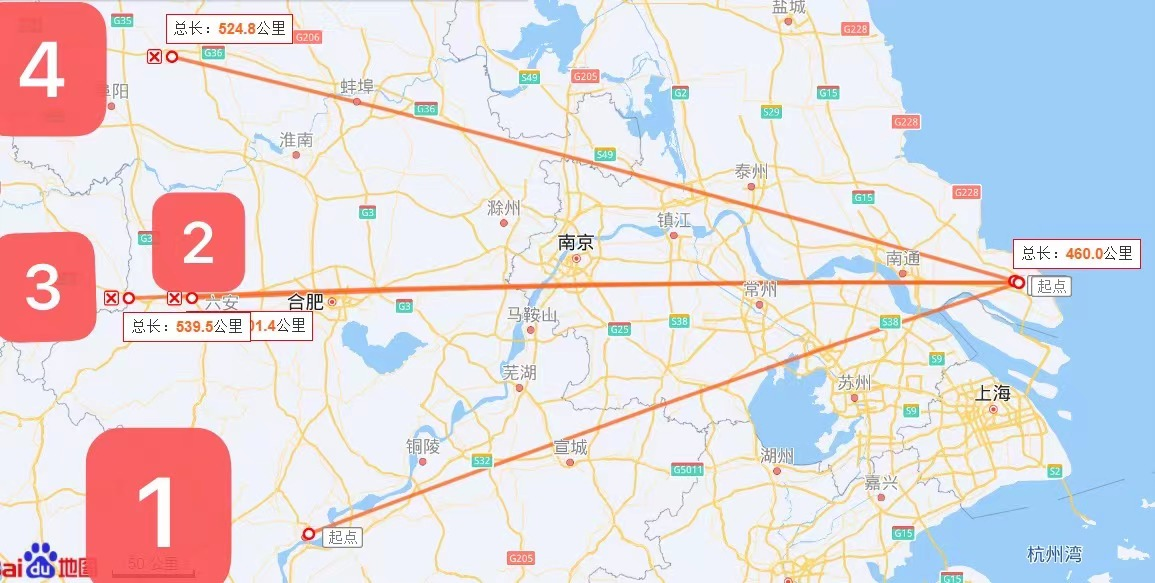 盐城
G35
总长：524.8公里
G206
G228
G36
4
阜阳
蚌埠
S49
G205
G2
G15
S29
G36
G228
淮南
S49
泰州
G228
G15
G3
滁州
镇江
2
南京
总长：460.0公里
南通
起点
3
六安
合肥
G3
常州
马鞍山
总长：539.5公里
01.4公里
G25
S38
S38
S9
芜湖
苏州
上海
S9
铜陵
宣城
湖州
S32
G5011
S2
嘉兴
1
起点
G15
G205
杭州湾
Bai du 地图
50 公里
G15